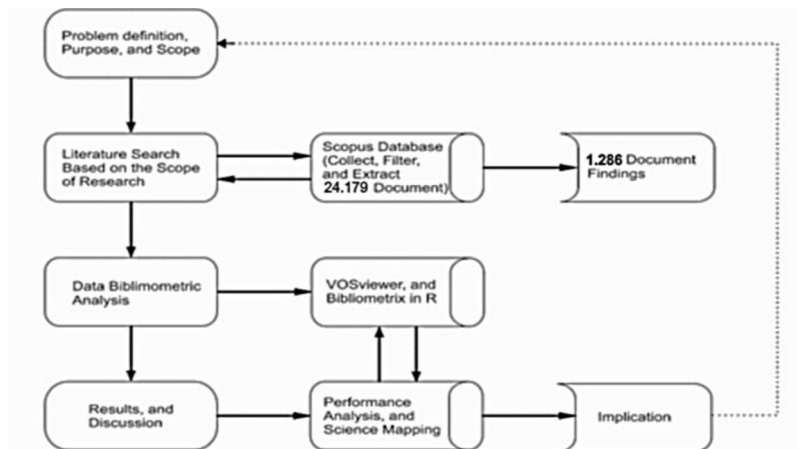 Problem definition,
Purpose, and Scope
Literature Search
Based on the Scope
of Research
Scopus Database
(Collect, Filter,
and Extract
24.179 Document)
1.286 Document
Findings
Data Biblimometric
Analysis
VOSviewer, and
Bibliometrix in R
Results, and
Discussion
Performance
Analysis, and
Science Mapping
Implication